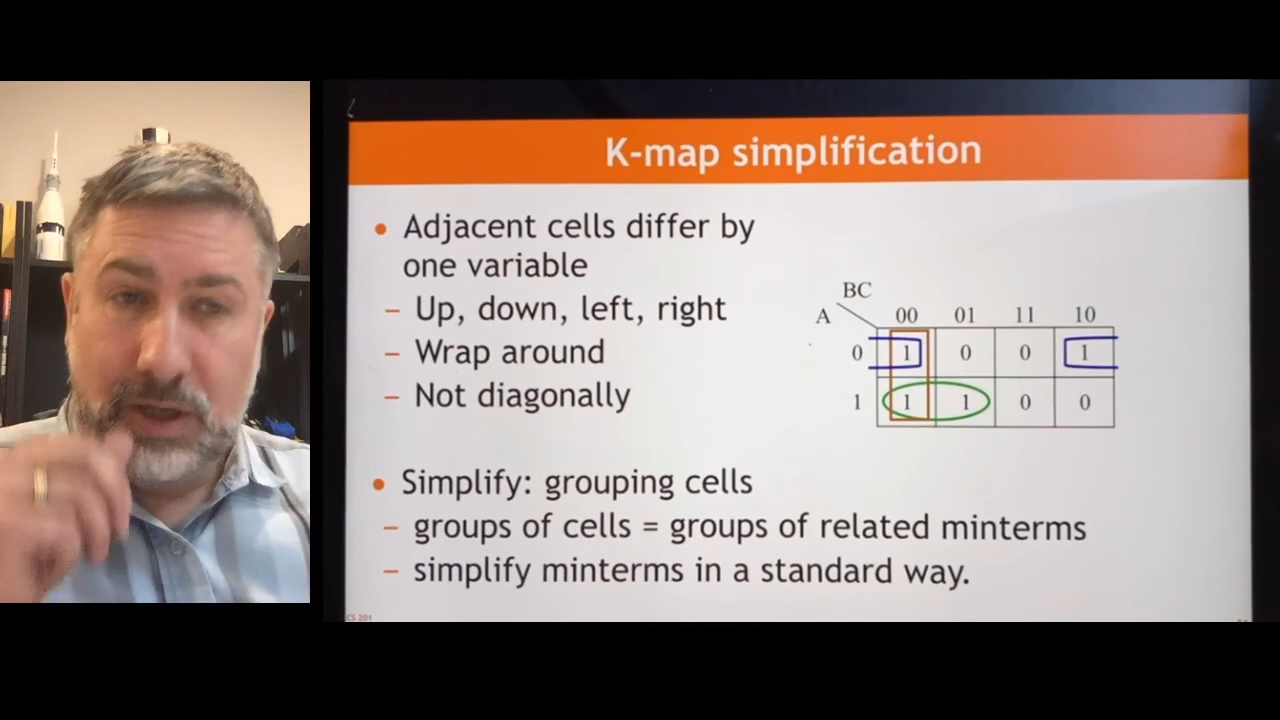 K-map simplification
• Adjacent cells differ by
one variable
– Up, down, left, right
– Wrap around
– Not diagonally
BC
A 00 01 11 10
0 1 0 0 1
1 1 1 0 0
• Simplify: grouping cells
– groups of cells = groups of related minterms
– simplify minterms in a standard way.
CS 201